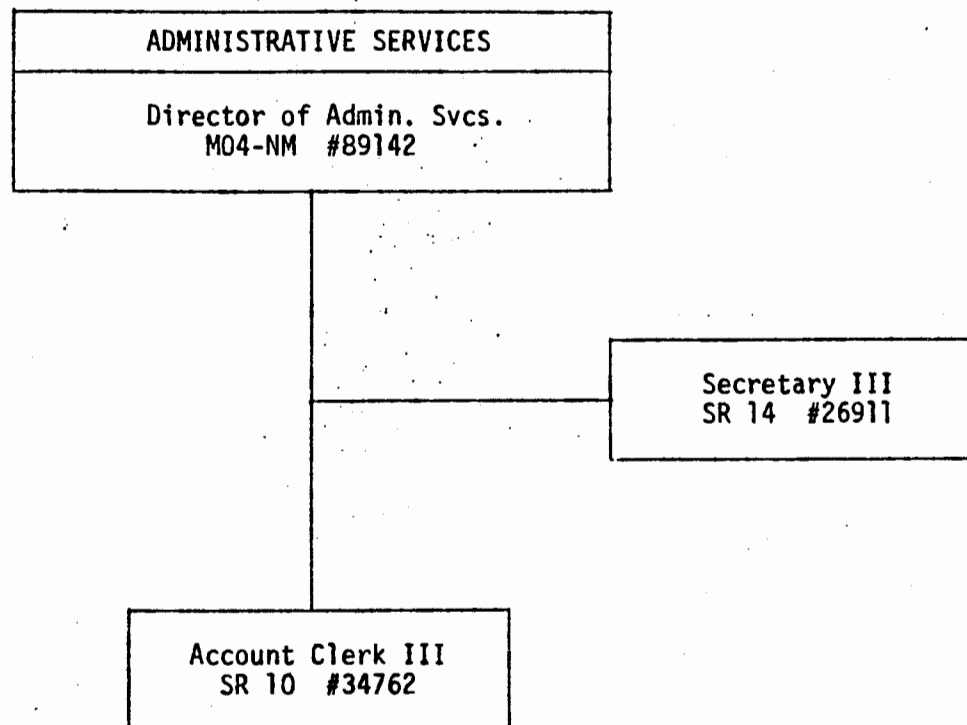 ADMINISTRATIVE SERVICES
Director of Admin. Svcs.
M04-NM #89142
Secretary III
SR 14 #26911
Account Clerk III
SR 10 #34762